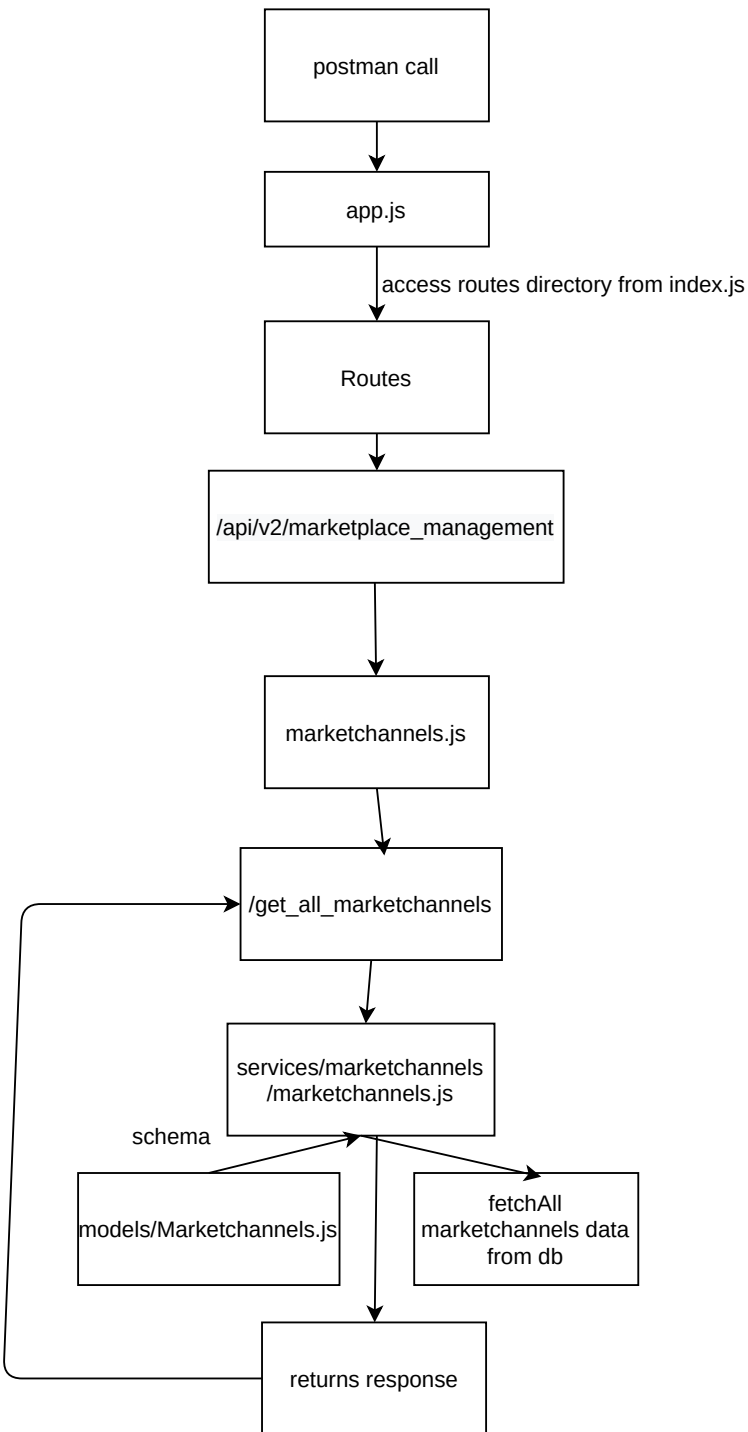 postman call
app.js
access routes directory from index.js
Routes
/api/v2/marketplace_management
marketchannels.js
/get_all_marketchannels
services/marketchannels
/marketchannels.js
schema
models/Marketchannels.js
fetchAll
marketchannels data
from db
returns response